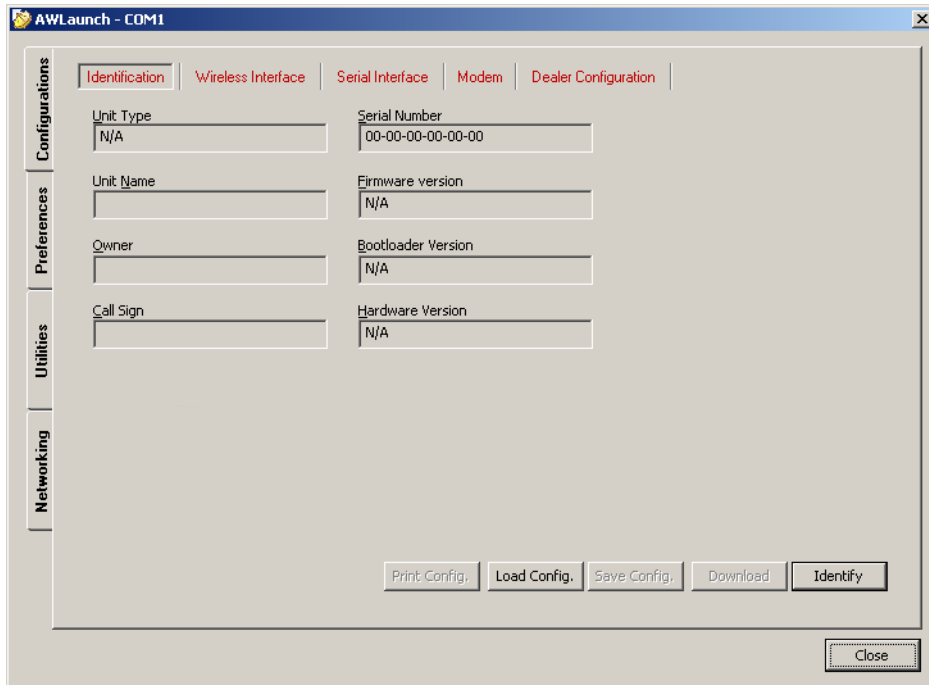 AWLaunch - COM1
Configurations
Preferences
Utilities
Networking
Identification Wireless Interface Serial Interface Modem Dealer Configuration
Unit Type Serial Number
N/A 00-00-00-00-00-00
Unit Name Firmware version
N/A
Owner Bootloader Version
N/A
Call Sign Hardware Version
N/A
Print Config. Load Config. Save Config. Download Identify
Close